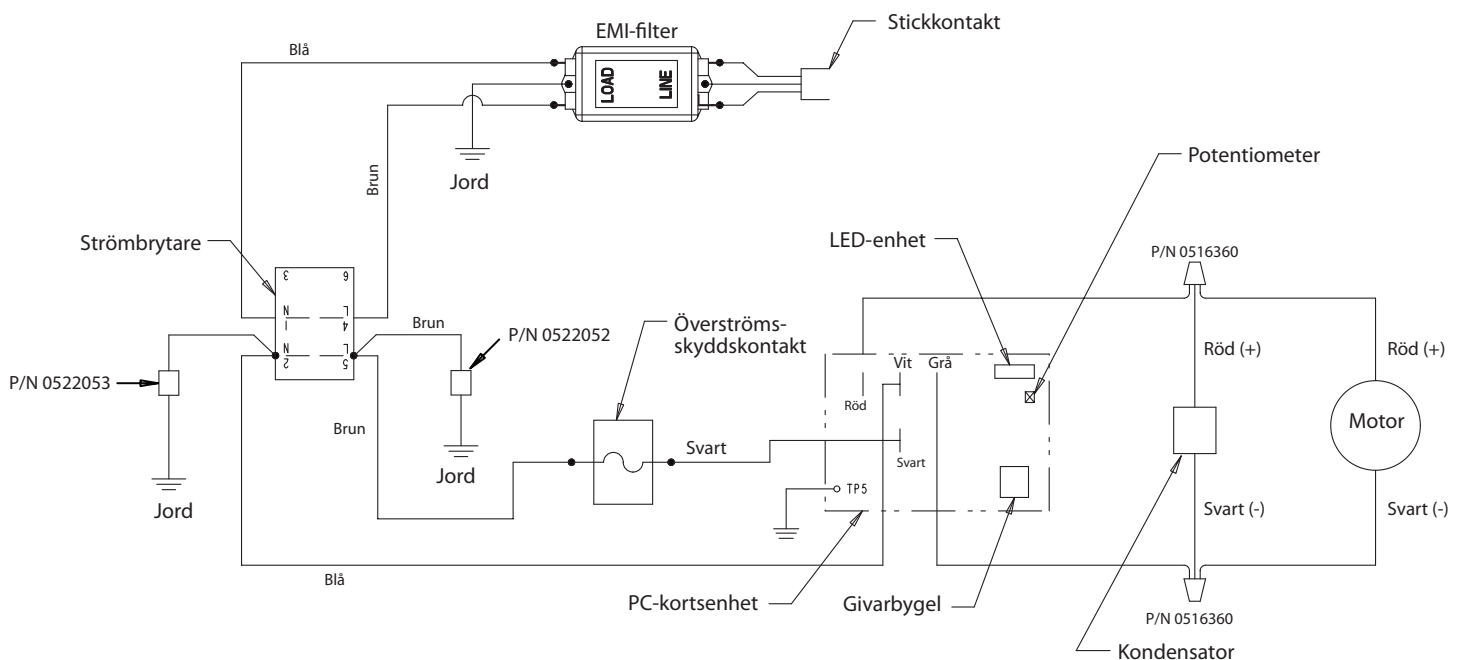 Stickkontakt
EMI-filter
Blå
LOAD
LINE
Jord
Brun
Potentiometer
Strömbrytare
LED-enhet
P/N 0516360
3
6
N
L
1
4
N
L
2
5
Brun
P/N 0522052
Överströms-
skyddskontakt
P/N 0522053
Vit
Grå
Röd (+)
Röd (+)
Röd
Motor
Brun
Svart
Svart
Jord
Jord
TP5
Svart (-)
Svart (-)
Blå
PC-kortsenhet
Givarbygel
P/N 0516360
Kondensator